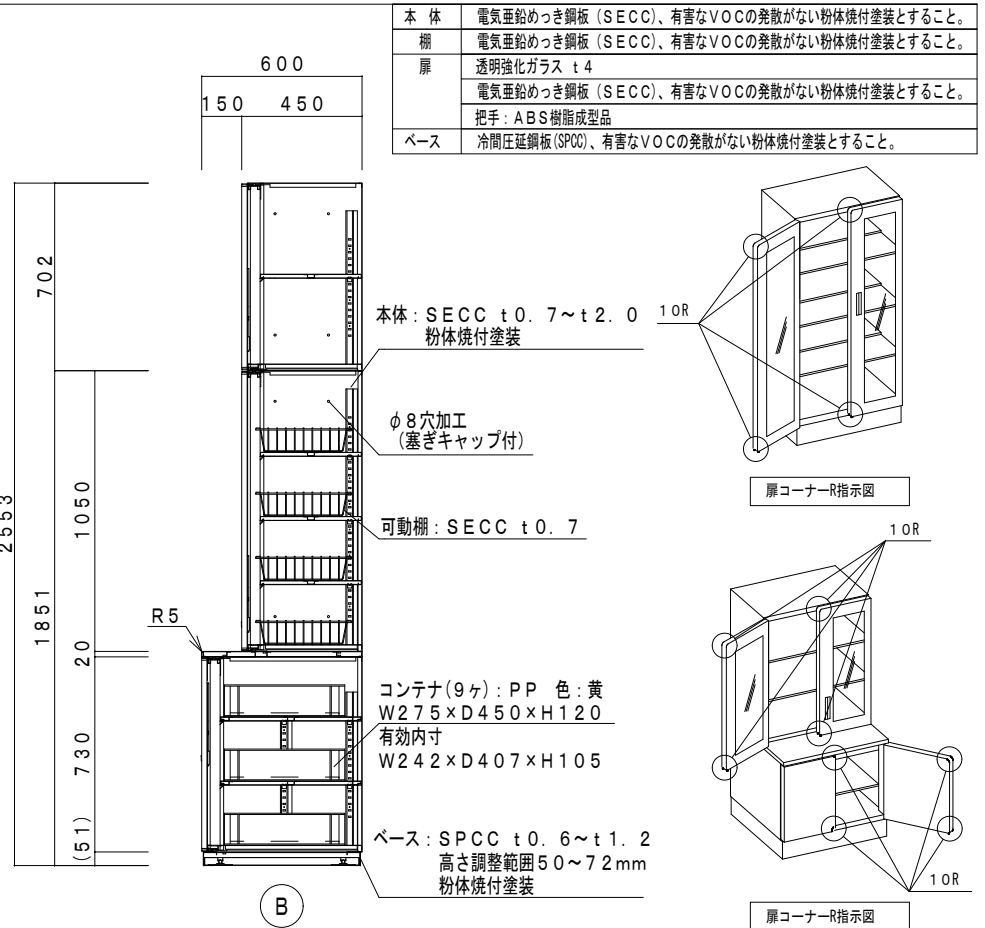 本 体 電気亜鉛めっき鋼板（ＳＥＣＣ）、有害なＶＯＣの発散がない粉体焼付塗装とすること。
棚 電気亜鉛めっき鋼板（ＳＥＣＣ）、有害なＶＯＣの発散がない粉体焼付塗装とすること。
扉 透明強化ガラス ｔ４
電気亜鉛めっき鋼板（ＳＥＣＣ）、有害なＶＯＣの発散がない粉体焼付塗装とすること。
把手：ＡＢＳ樹脂成型品
ベース 冷間圧延鋼板(SPCC)、有害なＶＯＣの発散がない粉体焼付塗装とすること。
６００
１５０ ４５０
２５５３
７０２
１８５１
１０５０
２０
７３０
（５１）
Ｒ５
本体：ＳＥＣＣ ｔ０．７～ｔ２．０
粉体焼付塗装
φ８穴加工
（塞ぎキャップ付）
可動棚：ＳＥＣＣ ｔ０．７
コンテナ(９ヶ)：ＰＰ 色：黄
Ｗ２７５×Ｄ４５０×Ｈ１２０
有効内寸
Ｗ２４２×Ｄ４０７×Ｈ１０５
ベース：ＳＰＣＣ ｔ０．６～ｔ１．２
高さ調整範囲５０～７２mm
粉体焼付塗装
Ｂ
１０Ｒ
扉コーナーR指示図
１０Ｒ
１０Ｒ
扉コーナーR指示図